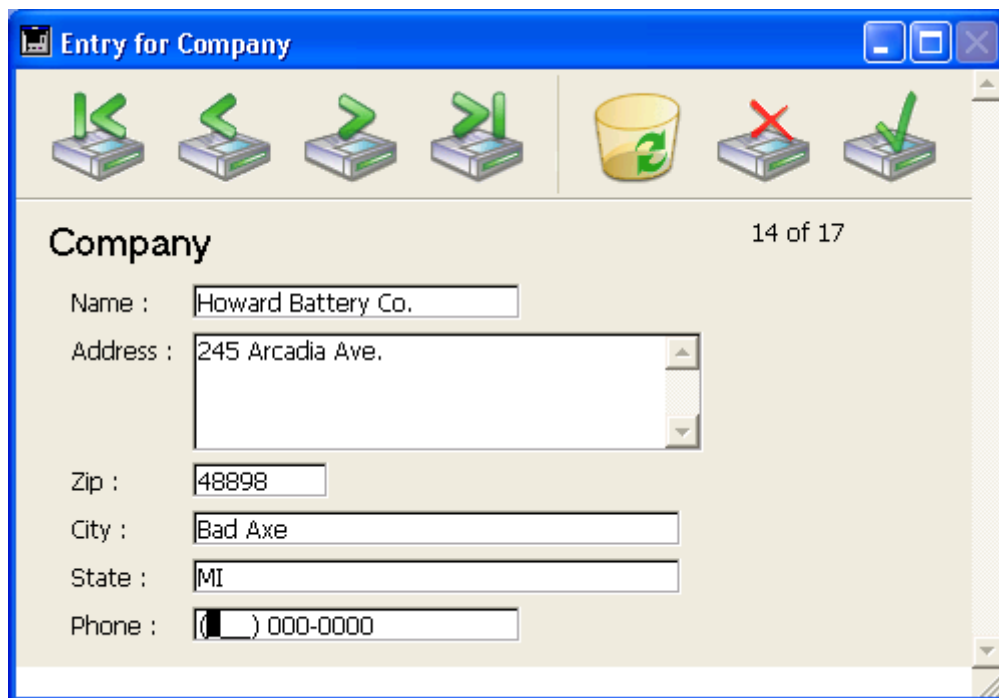 Entry for Company
Company
14 of 17
Name : Howard Battery Co.
Address : 245 Arcadia Ave.
Zip : 48898
City : Bad Axe
State : MI
Phone : (___) 000-0000